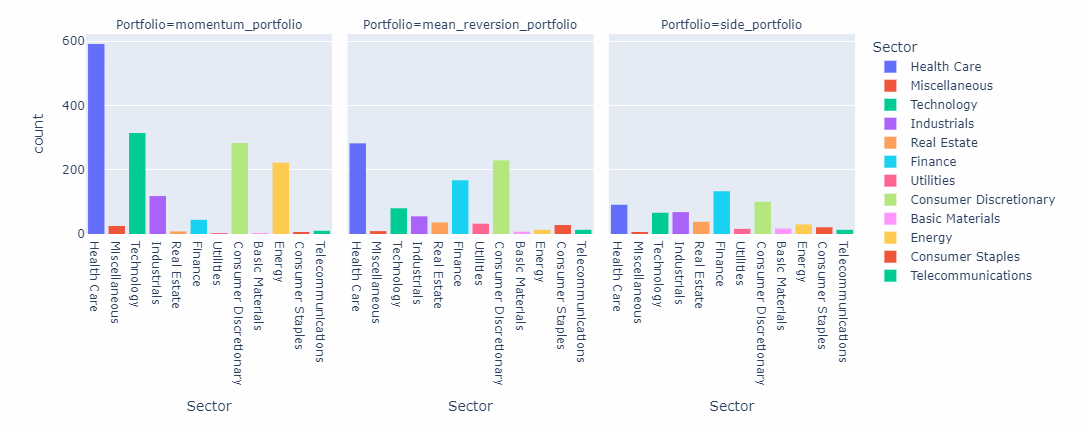 Portfolio=momentum_portfolio
Portfolio=mean_reversion_portfolio
Portfolio=side_portfolio
600
400
200
0
count
Health Care
Miscellaneous
Technology
Industrials
Real Estate
Finance
Utilities
Consumer Discretionary
Basic Materials
Energy
Consumer Staples
Telecommunications
Health Care
Miscellaneous
Technology
Industrials
Real Estate
Finance
Utilities
Consumer Discretionary
Basic Materials
Energy
Consumer Staples
Telecommunications
Health Care
Miscellaneous
Technology
Industrials
Real Estate
Finance
Utilities
Consumer Discretionary
Basic Materials
Energy
Consumer Staples
Telecommunications
Sector
Sector
Sector
Sector
Health Care
Miscellaneous
Technology
Industrials
Real Estate
Finance
Utilities
Consumer Discretionary
Basic Materials
Energy
Consumer Staples
Telecommunications